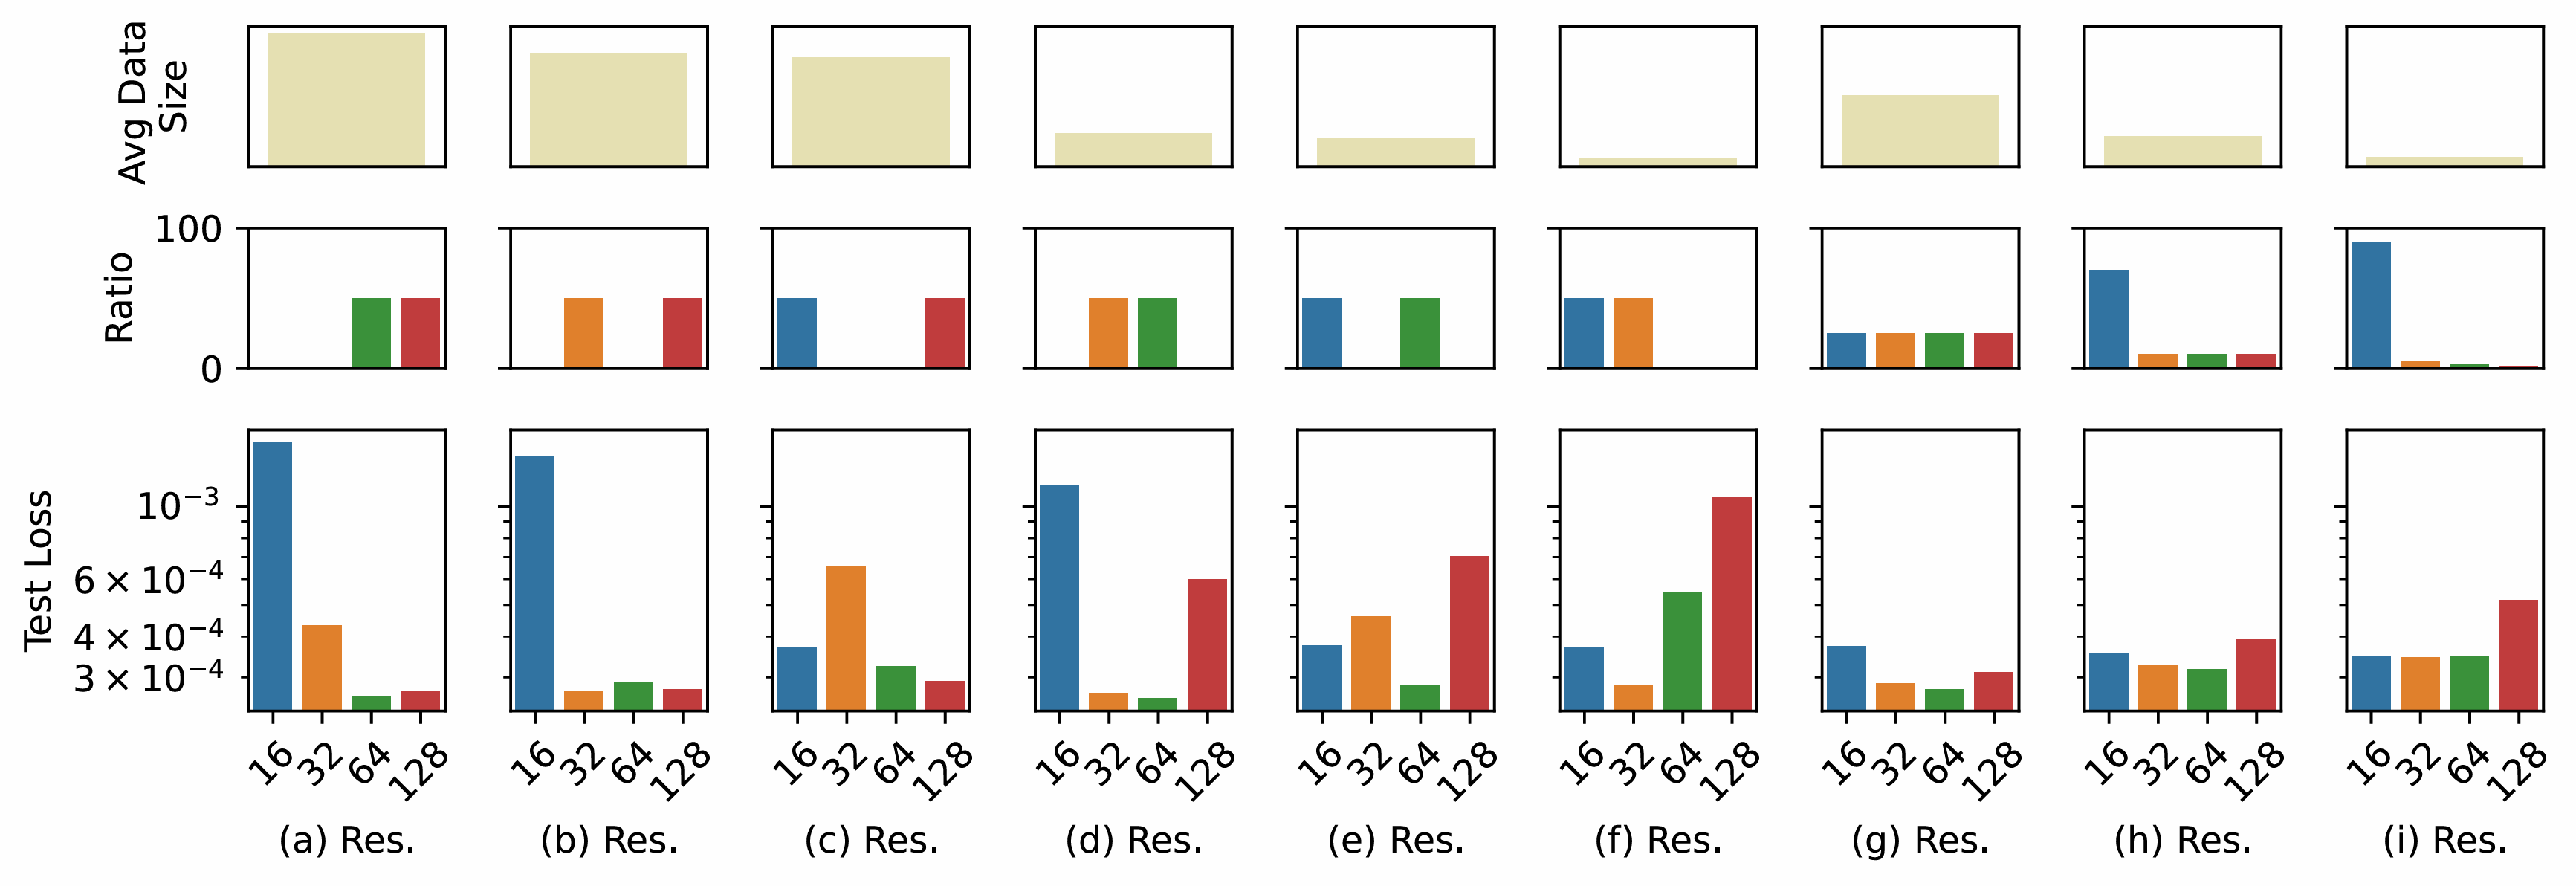 Avg Data
Size
Ratio
100
0
Test Loss
10⁻³
6 × 10⁻⁴
4 × 10⁻⁴
3 × 10⁻⁴
16 32 64 128 16 32 64 128 16 32 64 128 16 32 64 128 16 32 64 128 16 32 64 128 16 32 64 128 16 32 64 128 16 32 64 128
(a) Res. (b) Res. (c) Res. (d) Res. (e) Res. (f) Res. (g) Res. (h) Res. (i) Res.